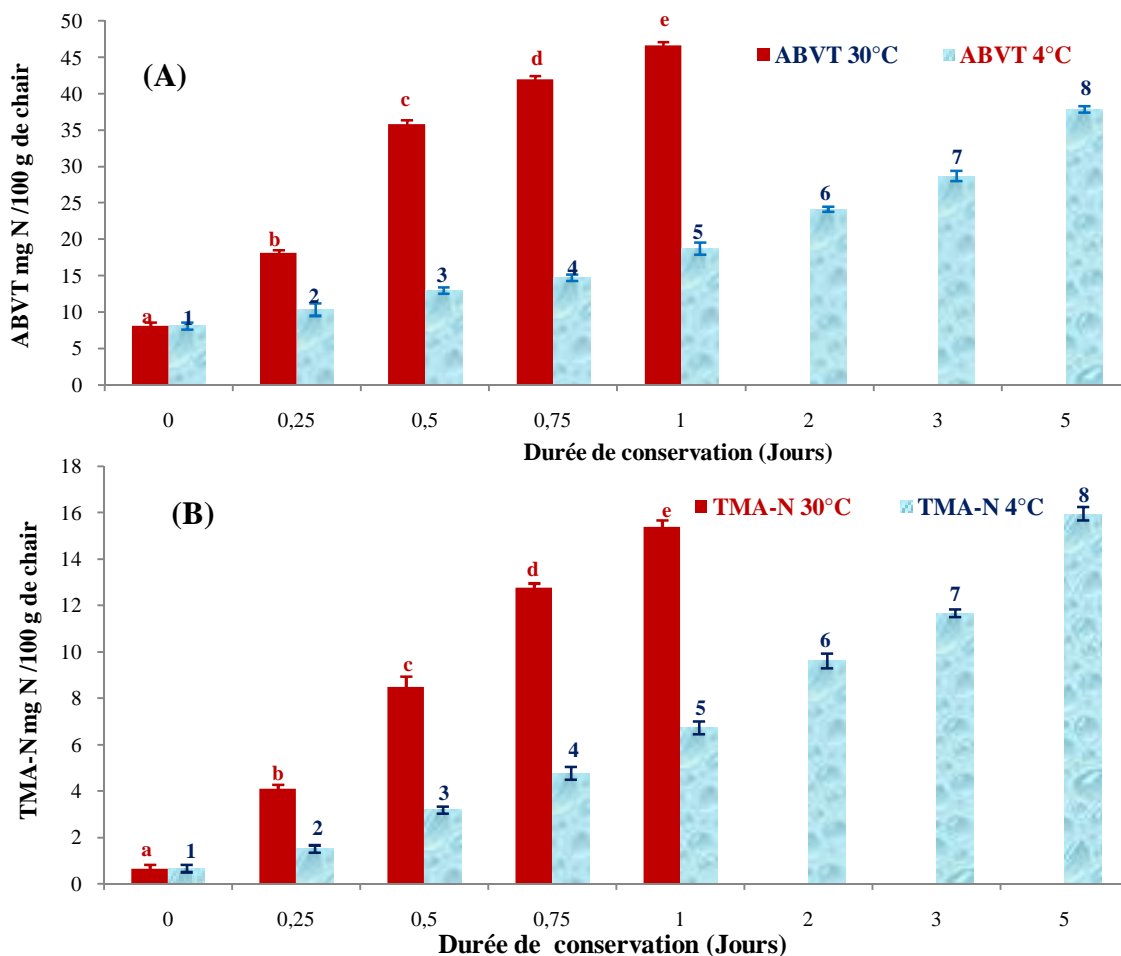 50
45
40
35
30
25
20
15
10
5
0
ABVT mg N /100 g de chair
(A)
ABVT 30°C
ABVT 4°C
a
1
b
2
c
3
d
4
e
5
6
7
8
0
0,25
0,5
0,75
1
2
3
5
Durée de conservation (Jours)
18
16
14
12
10
8
6
4
2
0
TMA-N mg N /100 g de chair
(B)
TMA-N 30°C
TMA-N 4°C
a
1
b
2
c
3
d
4
e
5
6
7
8
0
0,25
0,5
0,75
1
2
3
5
Durée de conservation (Jours)